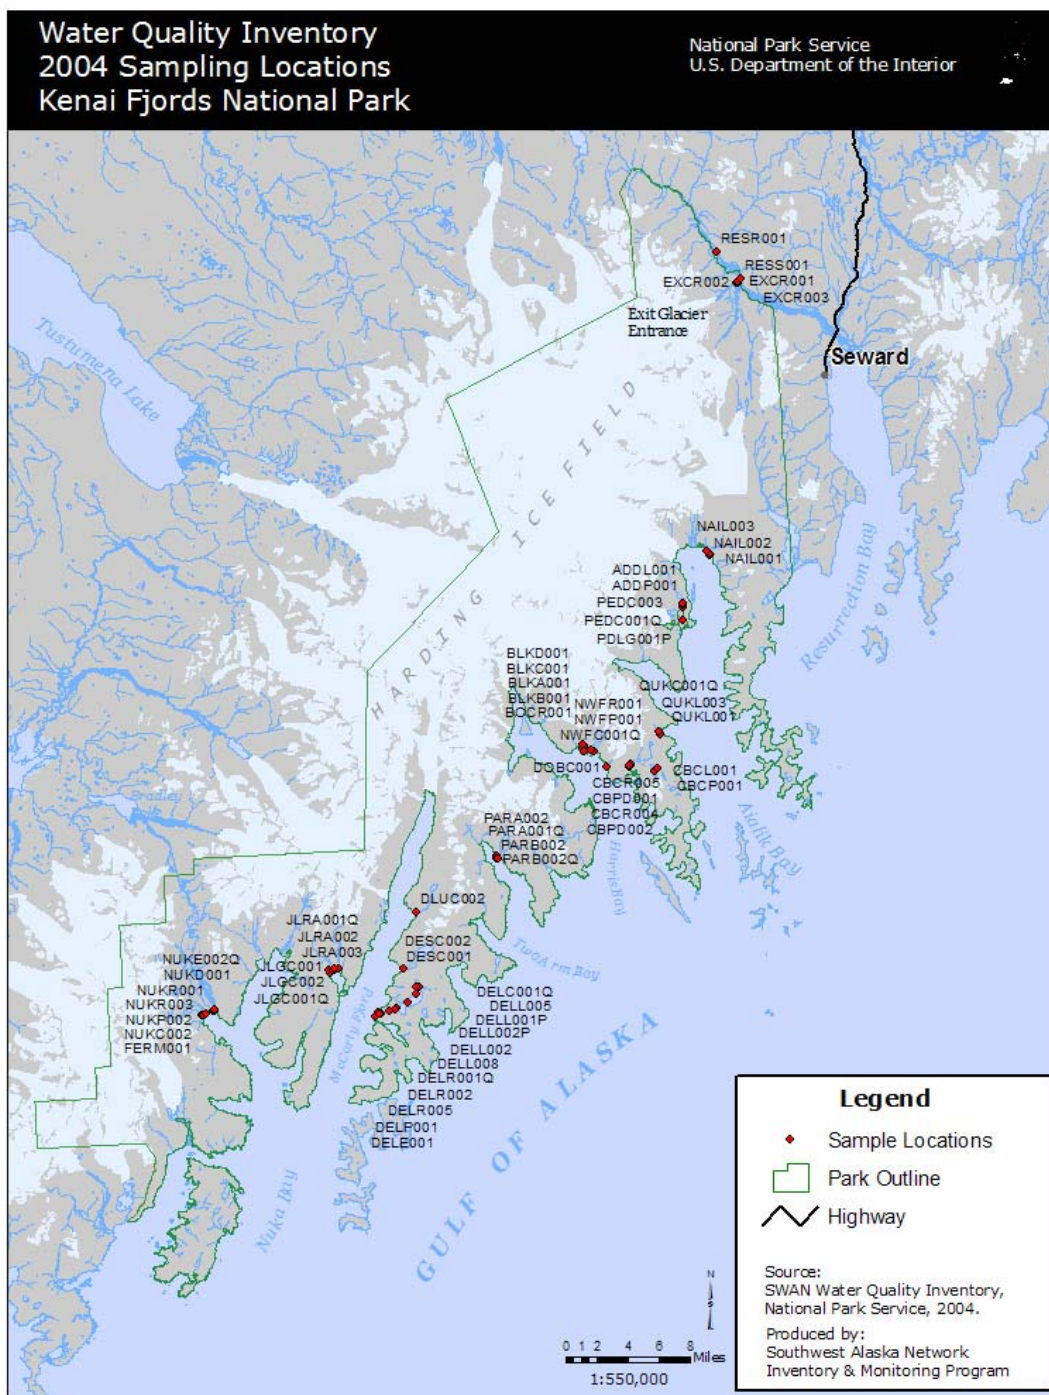 Water Quality Inventory
2004 Sampling Locations
Kenai Fjords National Park
National Park Service
U.S. Department of the Interior
RESR001
RESS001
EXCR002
EXCR001
EXCR003
Exit Glacier
Entrance
Seward
Tustumena Lake
HARDING ICE FIELD
NAIL003
NAIL002
NAIL001
ADDL001
ADDP001
PEDC003
PEDC001Q
PDLG001P
Resurrection Bay
BLKD001
BLKC001
BLKA001
BLKB001
BOCR001
QUKC001Q
QUKL003
QUKL001
NWFR001
NWFP001
NWFC001Q
DOBC001
CBCL001
CBCP001
CBCR005
CBPD001
CBCR004
CBPD002
Aialik Bay
Harris Bay
PARA002
PARA001Q
PARB002
PARB002Q
DLUC002
JLRA001Q
JLRA002
JLRA003
JLGC001
JLGC002
JLGC001Q
DESC002
DESC001
Two Arm Bay
NUKE002Q
NUKD001
NUKR001
NUKR003
NUKP002
NUKC002
FERM001
McCarty Fjord
DELC001Q
DELL005
DELL001P
DELL002P
DELL002
DELL008
DELR001Q
DELR002
DELR005
DELP001
DELE001
Nuka Bay
GULF OF ALASKA
Legend
Sample Locations
Park Outline
Highway
Source:
SWAN Water Quality Inventory,
National Park Service, 2004.
Produced by:
Southwest Alaska Network
Inventory & Monitoring Program
N
S
0 1 2 4 6 8
Miles
1:550,000